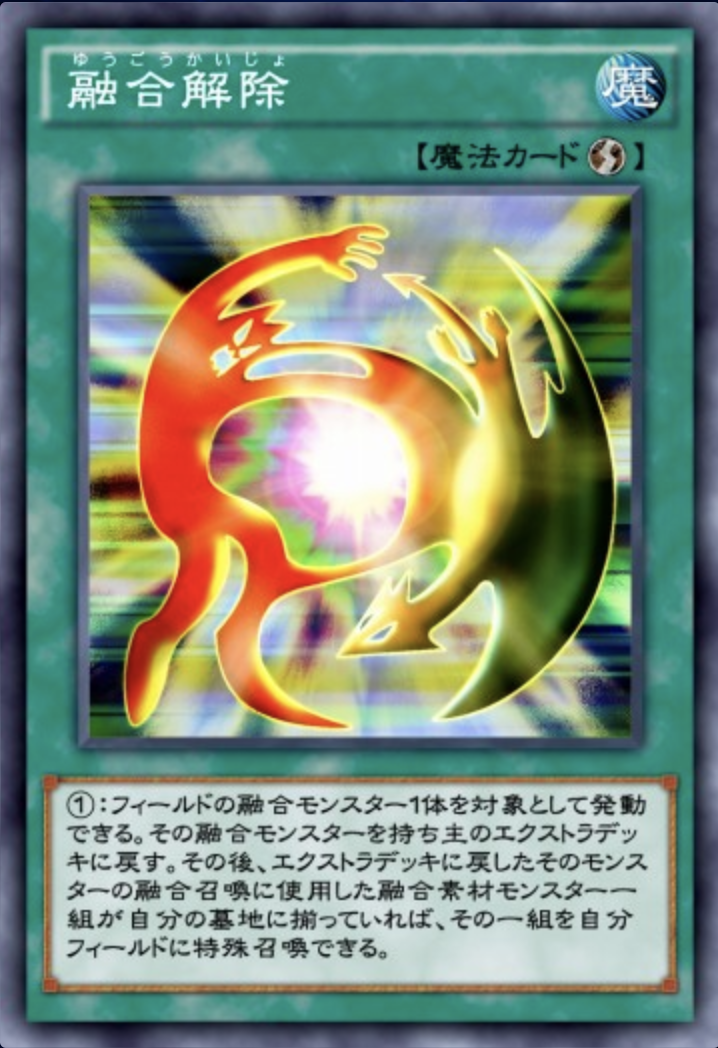 ゆうごうかいじょ
融合解除
魔
【魔法カード】
①:フィールドの融合モンスター1体を対象として発動
できる。その融合モンスターを持ち主のエクストラデッ
キに戻す。その後、エクストラデッキに戻したそのモンス
ターの融合召喚に使用した融合素材モンスター一
組が自分の墓地に揃っていれば、その一組を自分
フィールドに特殊召喚できる。